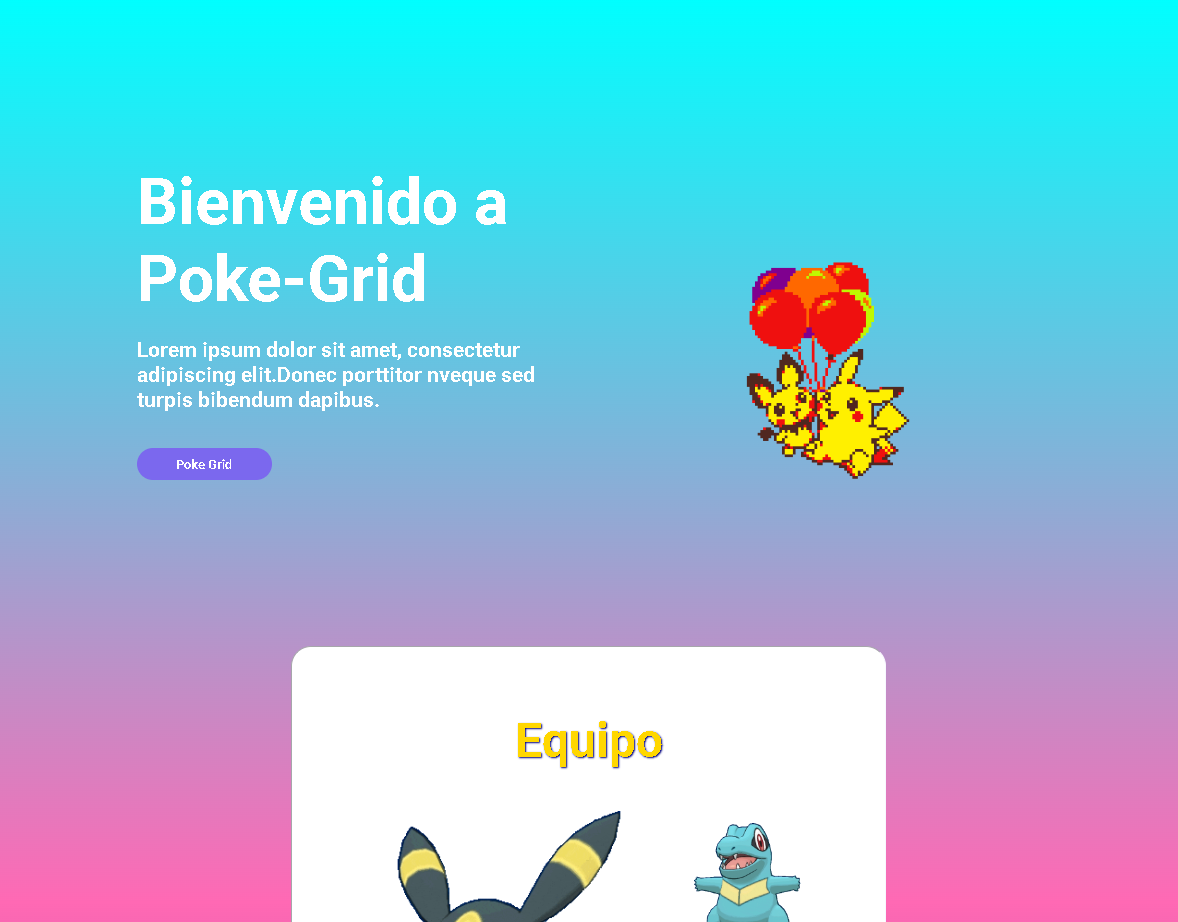 Bienvenido a
Poke-Grid
Lorem ipsum dolor sit amet, consectetur
adipiscing elit.Donec porttitor nveque sed
turpis bibendum dapibus.
Poke Grid
Equipo